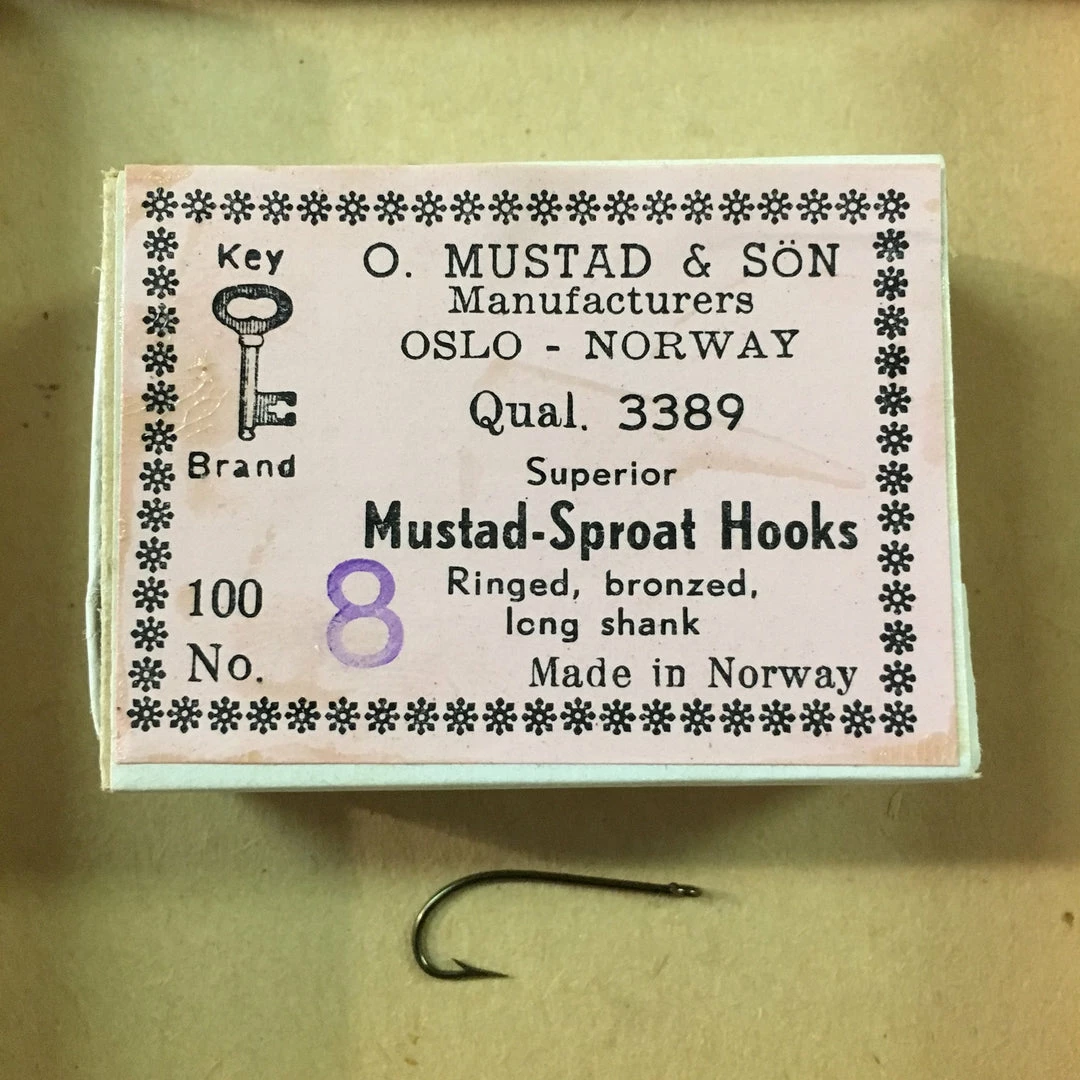 Key
Brand
O. MUSTAD & SÖN
Manufacturers
OSLO - NORWAY
Qual. 3389
Superior
Mustad-Sproat Hooks
Ringed, bronzed,
long shank
100
No. 8
Made in Norway